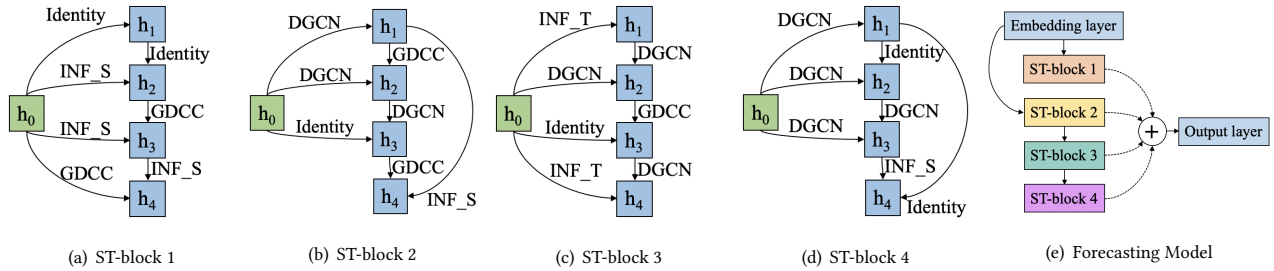 Identity
h1
Identity
INF_S
h2
GDCC
h0
INF_S
h3
GDCC
INF_S
h4
(a) ST-block 1
DGCN
h1
GDCC
DGCN
h2
DGCN
h0
Identity
h3
GDCC
h4
INF_S
(b) ST-block 2
INF_T
h1
DGCN
DGCN
h2
GDCC
h0
Identity
h3
INF_T
DGCN
h4
(c) ST-block 3
DGCN
h1
Identity
DGCN
h2
DGCN
h0
DGCN
h3
INF_S
h4
Identity
(d) ST-block 4
Embedding layer
ST-block 1
ST-block 2
+
Output layer
ST-block 3
ST-block 4
(e) Forecasting Model